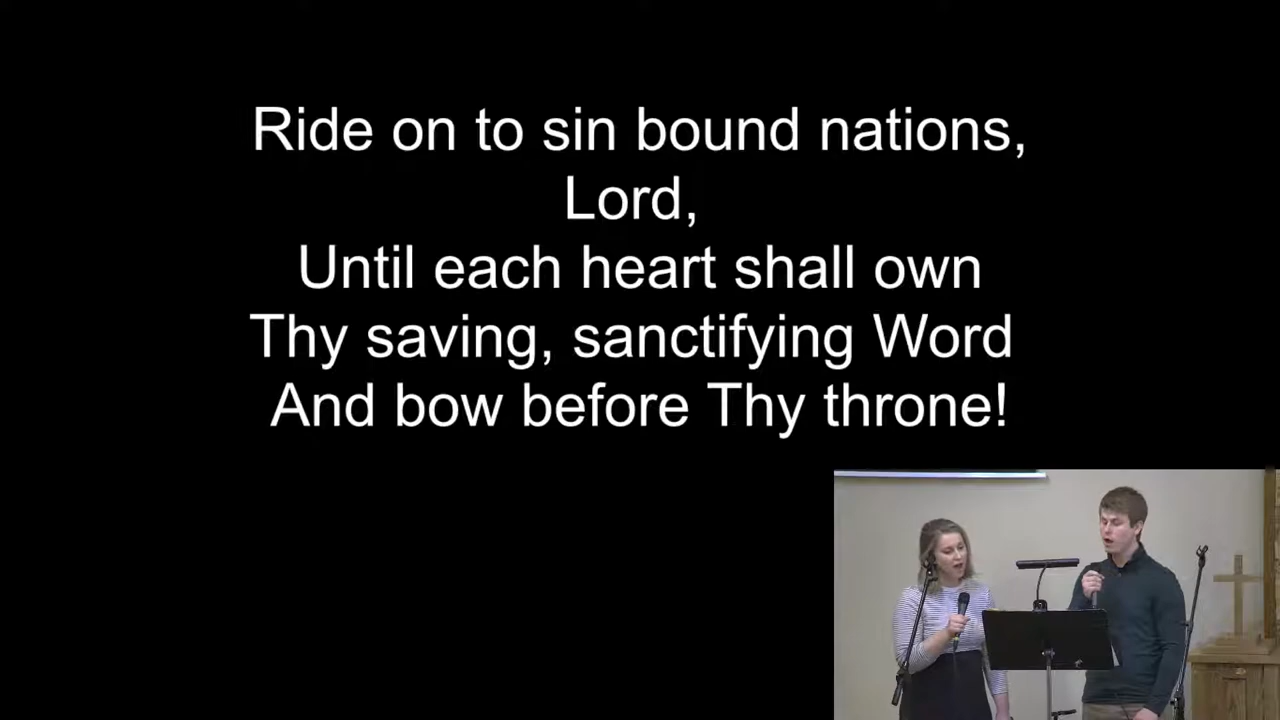 Ride on to sin bound nations,
Lord,
Until each heart shall own
Thy saving, sanctifying Word
And bow before Thy throne!